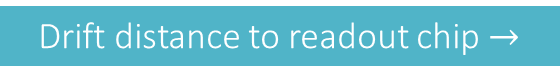 Drift distance to readout chip →